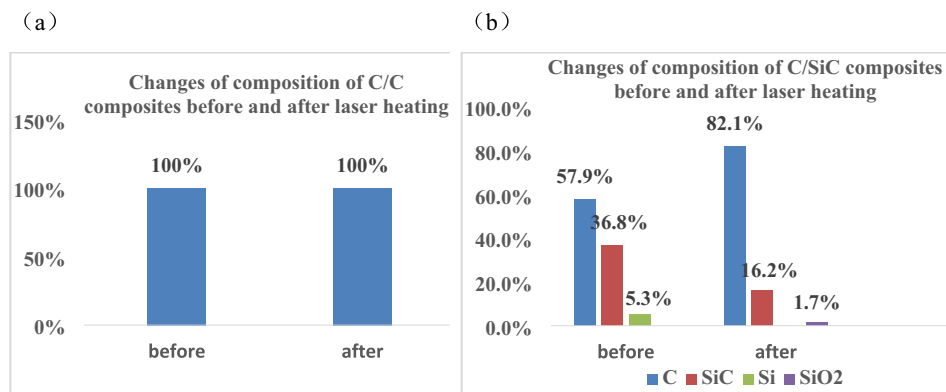 （a）
Changes of composition of C/C
composites before and after laser heating
150%
100%
50%
0%
100%
100%
before
after
（b）
Changes of composition of C/SiC composites
before and after laser heating
100.0%
80.0%
60.0%
40.0%
20.0%
0.0%
57.9%
36.8%
5.3%
82.1%
16.2%
1.7%
before
after
C SiC Si SiO2